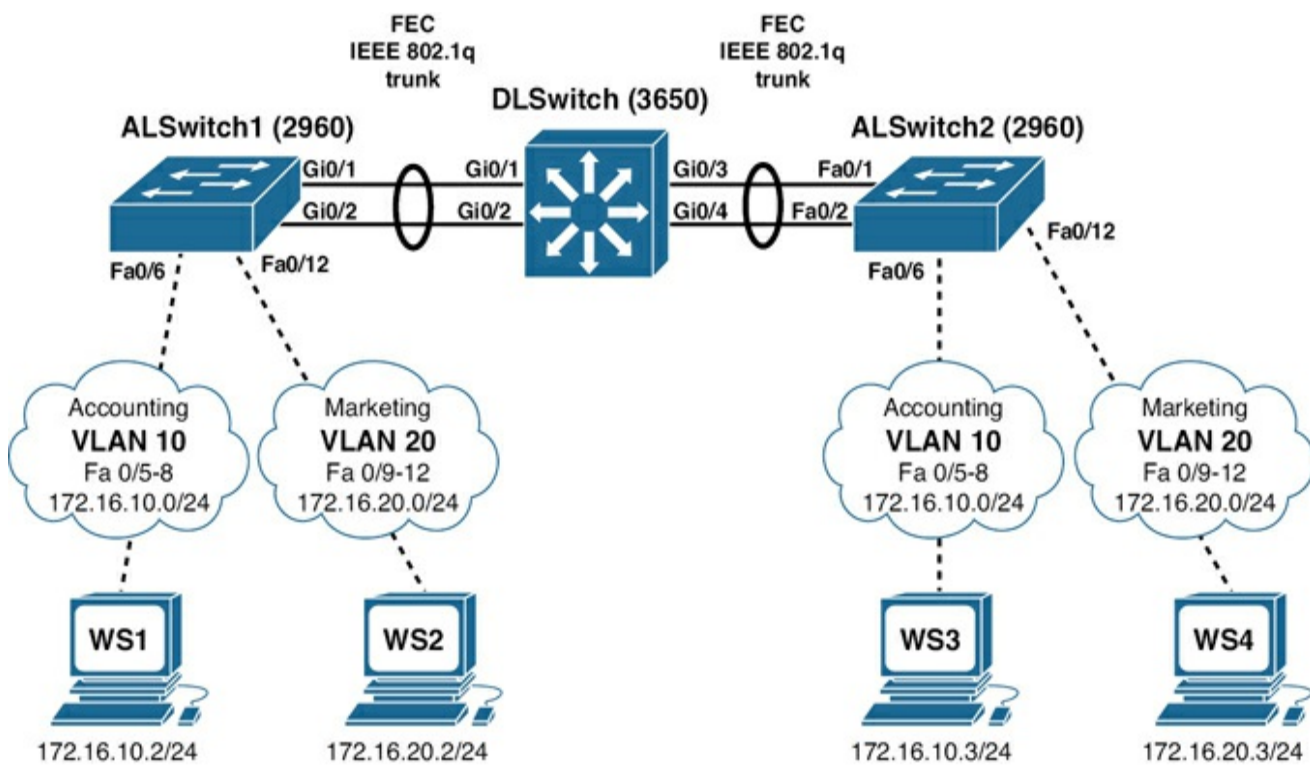 FEC
IEEE 802.1q
trunk
FEC
IEEE 802.1q
trunk
DLSwitch (3650)
ALSwitch1 (2960)
ALSwitch2 (2960)
Gi0/1
Gi0/1
Gi0/3
Fa0/1
Gi0/2
Gi0/2
Gi0/4
Fa0/2
Fa0/6
Fa0/12
Fa0/6
Fa0/12
Accounting
VLAN 10
Fa 0/5-8
172.16.10.0/24
Marketing
VLAN 20
Fa 0/9-12
172.16.20.0/24
Accounting
VLAN 10
Fa 0/5-8
172.16.10.0/24
Marketing
VLAN 20
Fa 0/9-12
172.16.20.0/24
WS1
WS2
WS3
WS4
172.16.10.2/24
172.16.20.2/24
172.16.10.3/24
172.16.20.3/24